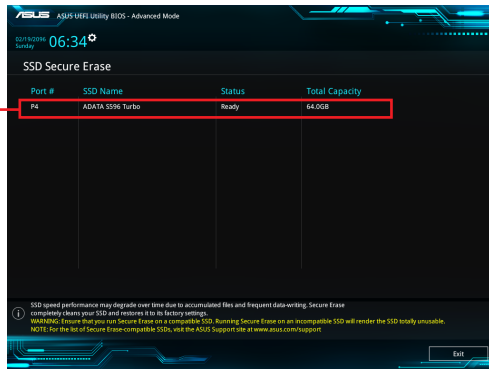 ASUS ASUS UEFI Utility BIOS - Advanced Mode
02/19/2096
Sunday
06:34
SSD Secure Erase
Port # SSD Name Status Total Capacity
P4 ADATA S596 Turbo Ready 64.0GB
SSD speed performance may degrade over time due to accumulated files and frequent data-writing. Secure Erase
completely cleans your SSD and restores it to its factory settings.
WARNING: Ensure that you run Secure Erase on a compatible SSD. Running Secure Erase on an incompatible SSD will render the SSD totally unusable.
NOTE: For the list of Secure Erase-compatible SSDs, visit the ASUS Support site at www.asus.com/support
Exit